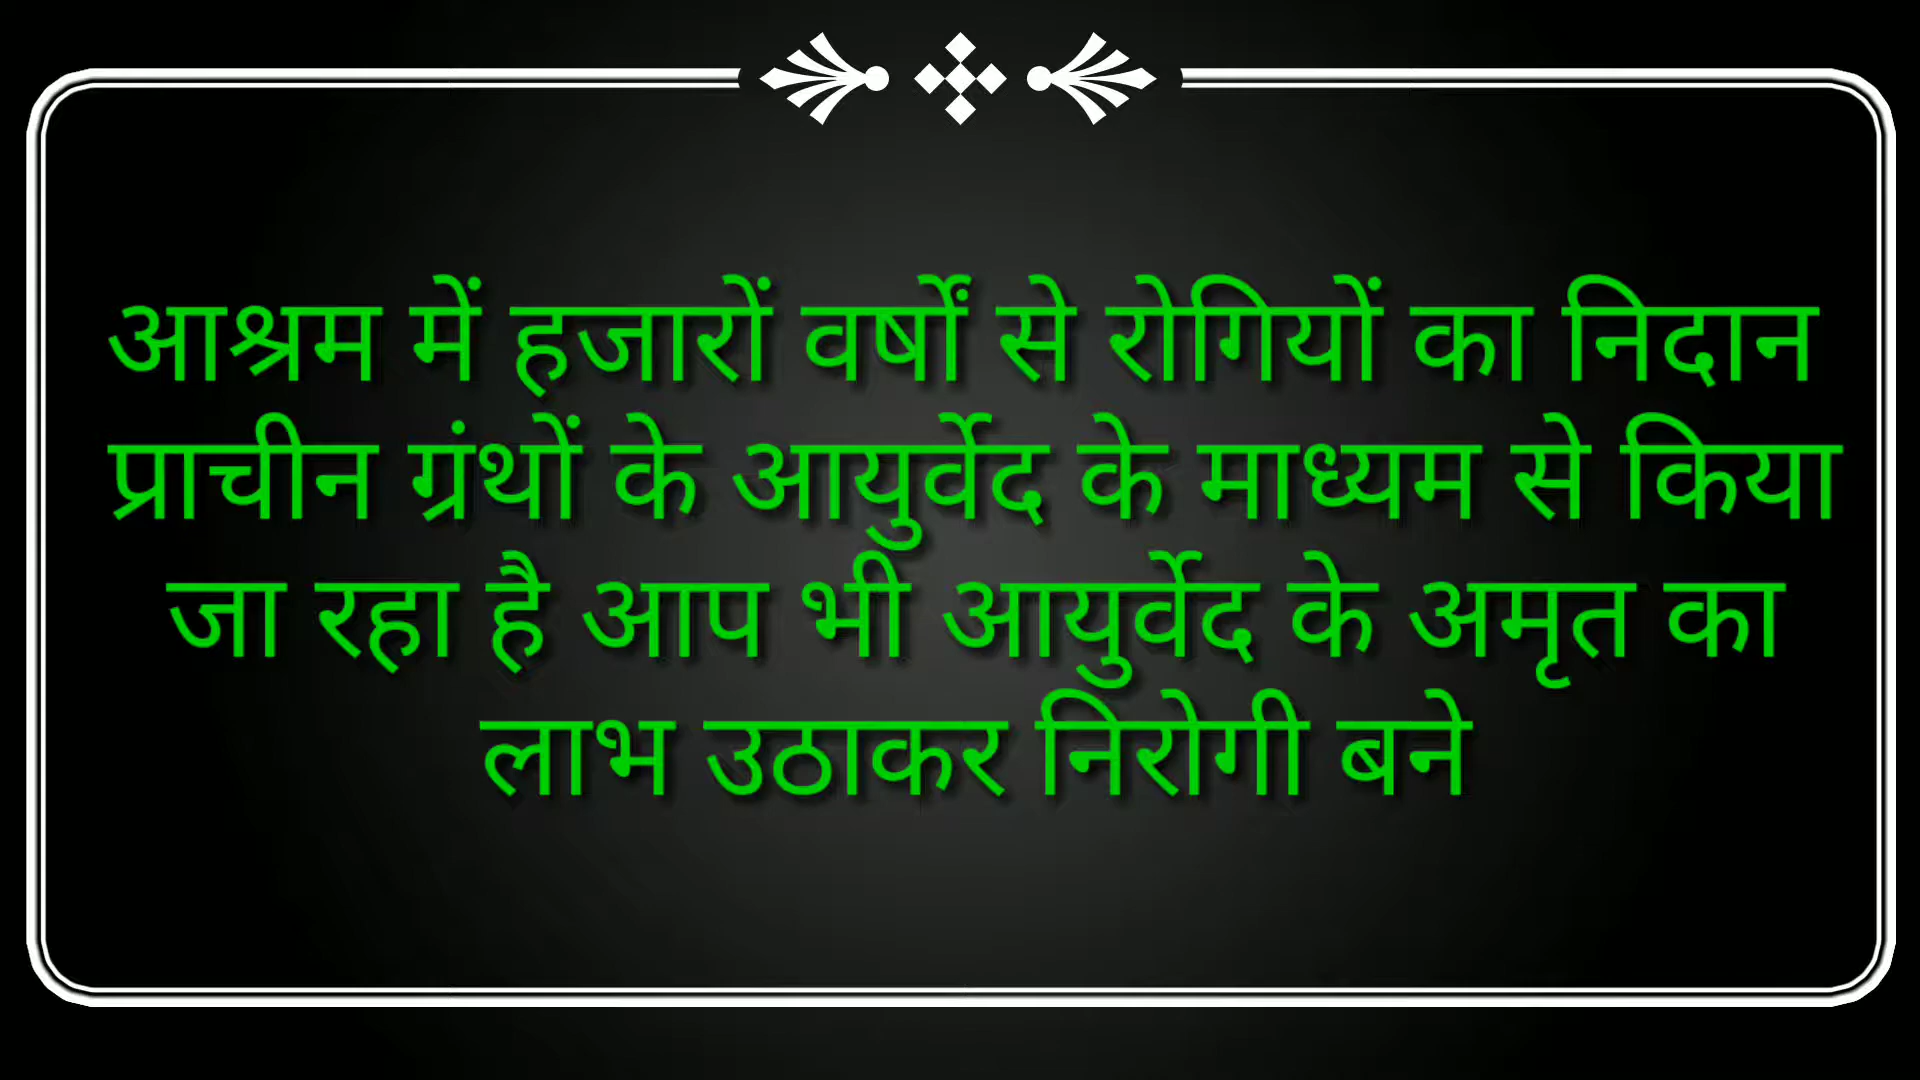 आश्रम में हजारों वर्षों से रोगियों का निदान
प्राचीन ग्रंथों के आयुर्वेद के माध्यम से किया
जा रहा है आप भी आयुर्वेद के अमृत का
लाभ उठाकर निरोगी बने